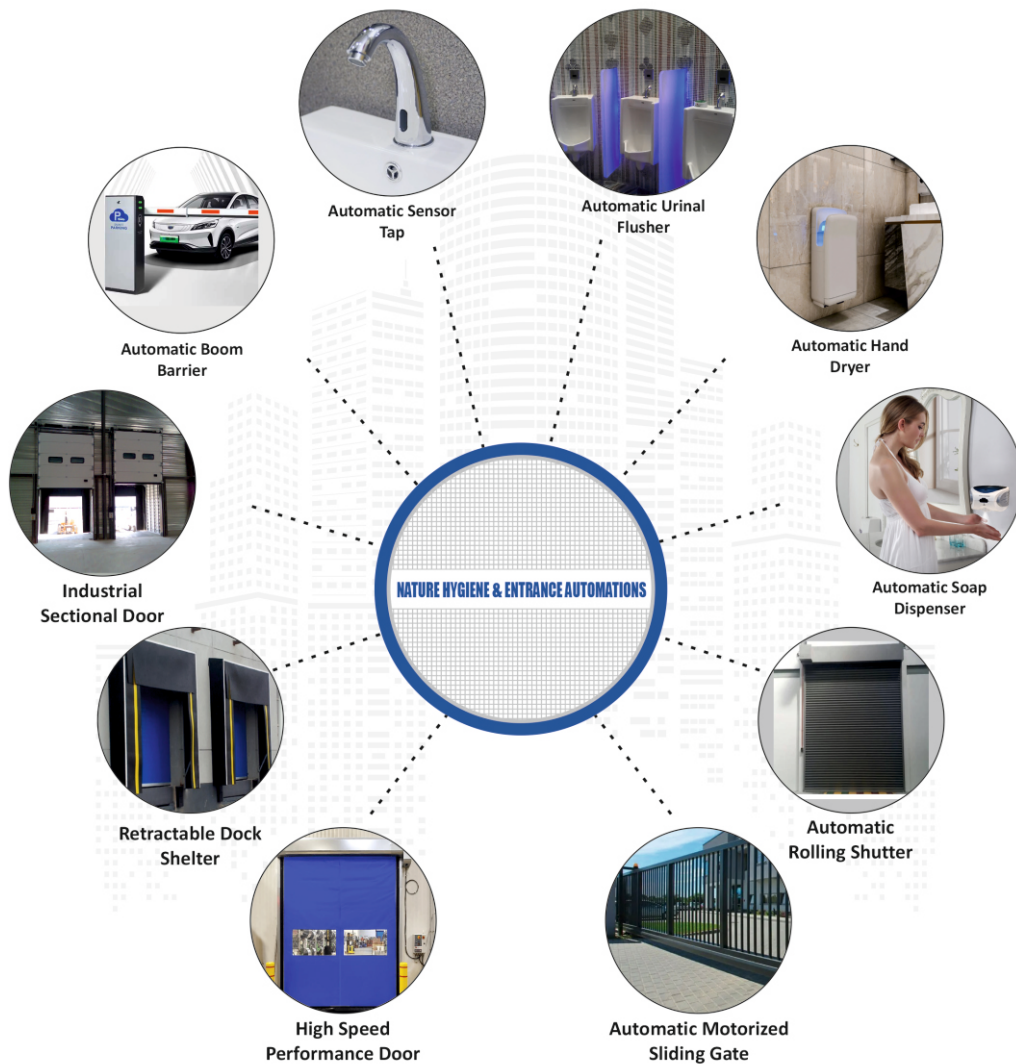 Automatic Sensor
Tap
Automatic Urinal
Flusher
Automatic Boom
Barrier
Automatic Hand
Dryer
Industrial
Sectional Door
Automatic Soap
Dispenser
NATURE HYGIENE & ENTRANCE AUTOMATIONS
Retractable Dock
Shelter
Automatic
Rolling Shutter
High Speed
Performance Door
Automatic Motorized
Sliding Gate